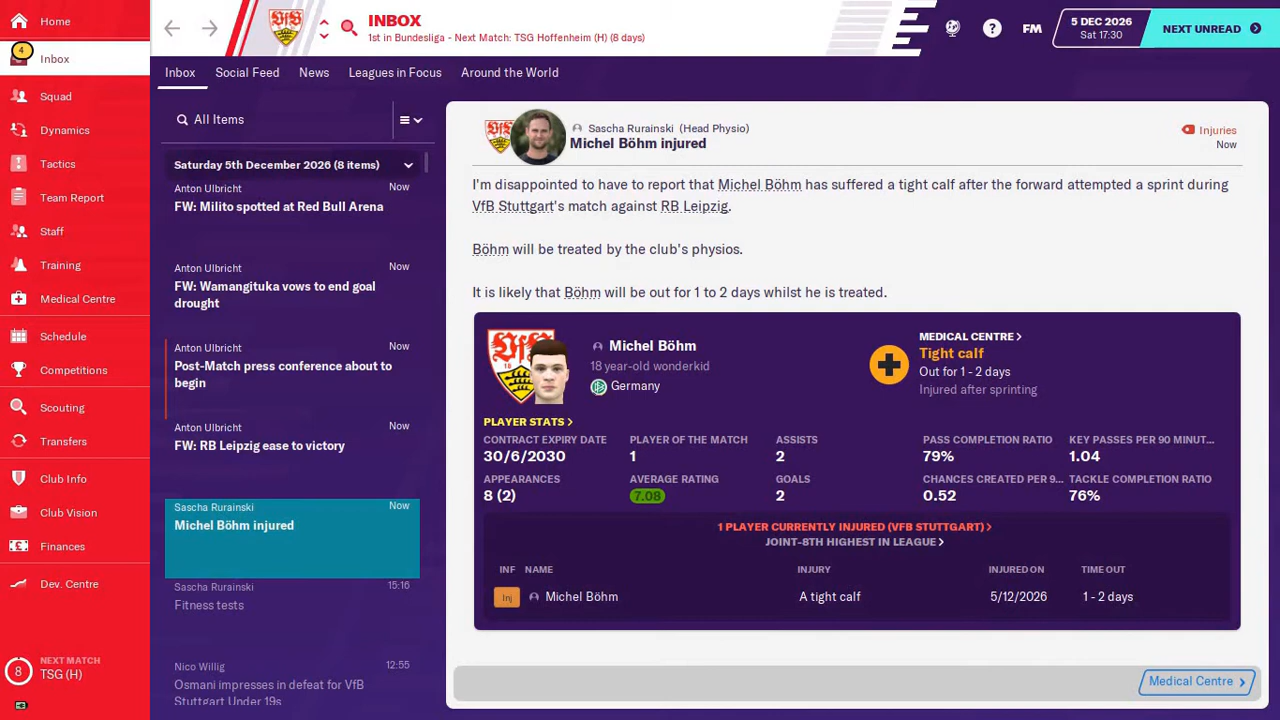 Home
4
Inbox
Squad
Dynamics
Tactics
Team Report
Staff
Training
Medical Centre
Schedule
Competitions
Scouting
Transfers
Club Info
Club Vision
Finances
Dev. Centre
8
NEXT MATCH
TSG (H)
INBOX
1st in Bundesliga - Next Match: TSG Hoffenheim (H) (8 days)
?
FM
5 DEC 2026
Sat 17:30
NEXT UNREAD
Inbox
Social Feed
News
Leagues in Focus
Around the World
All Items
Saturday 5th December 2026 (8 items)
Anton Ulbricht
Now
FW: Milito spotted at Red Bull Arena
Anton Ulbricht
Now
FW: Wamangituka vows to end goal
drought
Anton Ulbricht
Now
Post-Match press conference about to
begin
Anton Ulbricht
Now
FW: RB Leipzig ease to victory
Sascha Rurainski
Now
Michel Böhm injured
Sascha Rurainski
15:16
Fitness tests
Nico Willig
12:55
Osmani impresses in defeat for VfB
Stuttgart Under 19s
Sascha Rurainski (Head Physio)
Michel Böhm injured
Injuries
Now
I'm disappointed to have to report that Michel Böhm has suffered a tight calf after the forward attempted a sprint during
VfB Stuttgart's match against RB Leipzig.
Böhm will be treated by the club's physios.
It is likely that Böhm will be out for 1 to 2 days whilst he is treated.
Michel Böhm
18 year-old wonderkid
Germany
MEDICAL CENTRE >
Tight calf
Out for 1 - 2 days
Injured after sprinting
PLAYER STATS >
CONTRACT EXPIRY DATE
30/6/2030
PLAYER OF THE MATCH
1
ASSISTS
2
PASS COMPLETION RATIO
79%
KEY PASSES PER 90 MINUT...
1.04
APPEARANCES
8 (2)
AVERAGE RATING
7.08
GOALS
2
CHANCES CREATED PER 9...
0.52
TACKLE COMPLETION RATIO
76%
1 PLAYER CURRENTLY INJURED (VFB STUTTGART) >
JOINT-8TH HIGHEST IN LEAGUE >
INF
NAME
INJURY
INJURED ON
TIME OUT
Inj
Michel Böhm
A tight calf
5/12/2026
1 - 2 days
Medical Centre >